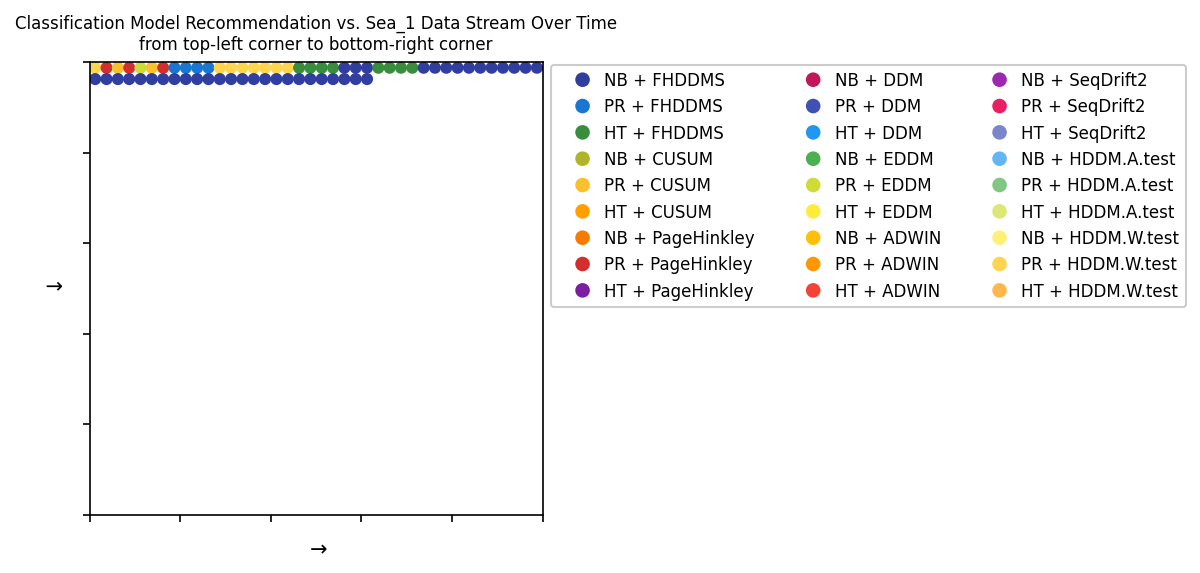 Classification Model Recommendation vs. Sea_1 Data Stream Over Time
from top-left corner to bottom-right corner
NB + FHDDMS
PR + FHDDMS
HT + FHDDMS
NB + CUSUM
PR + CUSUM
HT + CUSUM
NB + PageHinkley
PR + PageHinkley
HT + PageHinkley
NB + DDM
PR + DDM
HT + DDM
NB + EDDM
PR + EDDM
HT + EDDM
NB + ADWIN
PR + ADWIN
HT + ADWIN
NB + SeqDrift2
PR + SeqDrift2
HT + SeqDrift2
NB + HDDM.A.test
PR + HDDM.A.test
HT + HDDM.A.test
NB + HDDM.W.test
PR + HDDM.W.test
HT + HDDM.W.test
→
→